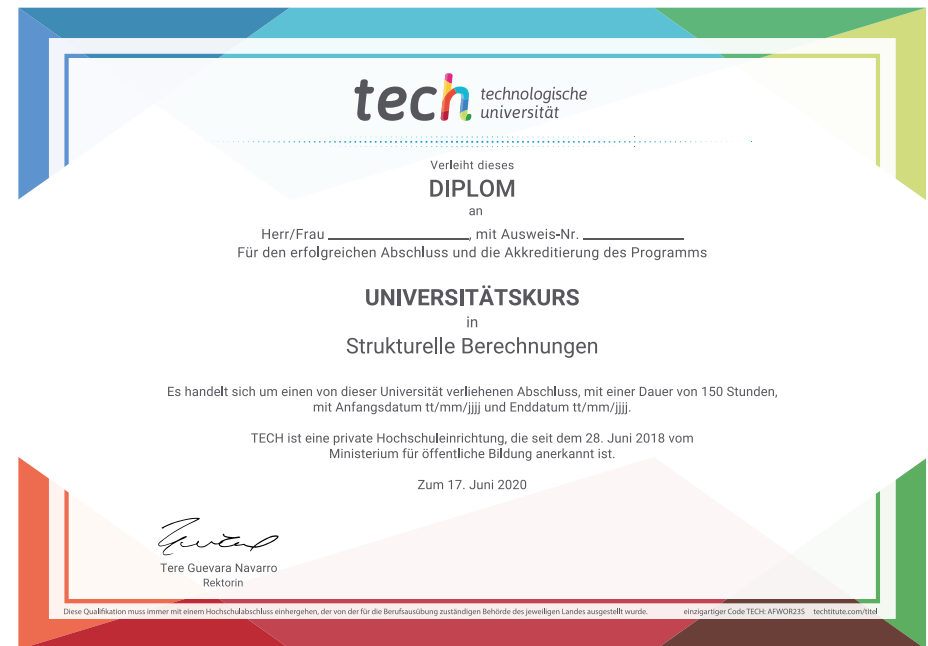 tech technologische
universität
Verleiht dieses
DIPLOM
an
Herr/Frau ____________________, mit Ausweis-Nr. ______________
Für den erfolgreichen Abschluss und die Akkreditierung des Programms
UNIVERSITÄTSKURS
in
Strukturelle Berechnungen
Es handelt sich um einen von dieser Universität verliehenen Abschluss, mit einer Dauer von 150 Stunden,
mit Anfangsdatum tt/mm/jjjj und Enddatum tt/mm/jjjj.
TECH ist eine private Hochschuleinrichtung, die seit dem 28. Juni 2018 vom
Ministerium für öffentliche Bildung anerkannt ist.
Zum 17. Juni 2020
Tere Guevara Navarro
Rektorin
Diese Qualifikation muss immer mit einem Hochschulabschluss einhergehen, der von der für die Berufsausübung zuständigen Behörde des jeweiligen Landes ausgestellt wurde. einzigartiger Code TECH: AFWOR23S techtitute.com/titel